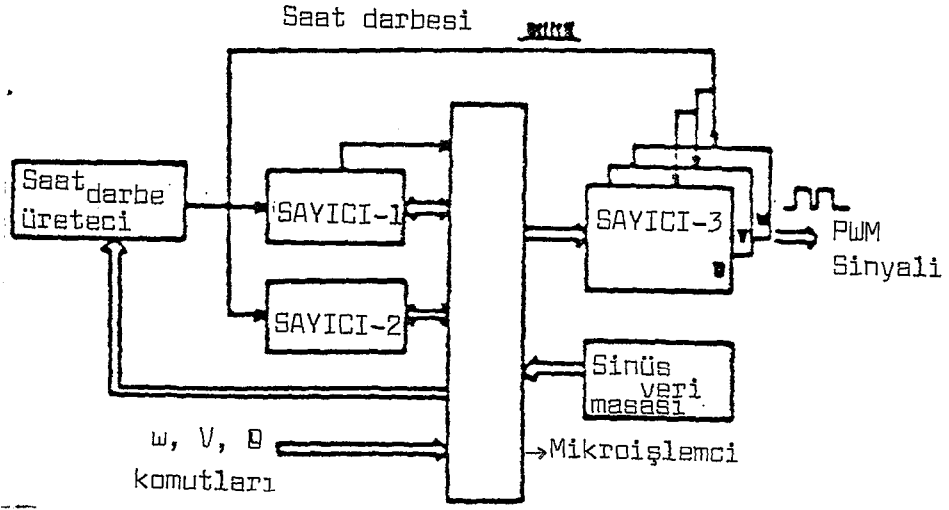 Saat darbesi
Saat darbe
üreteci
SAYICI-1
SAYICI-2
SAYICI-3
PWM
Sinyali
Sinüs
veri
masası
w, V, θ
komutları
Mikroişlemci